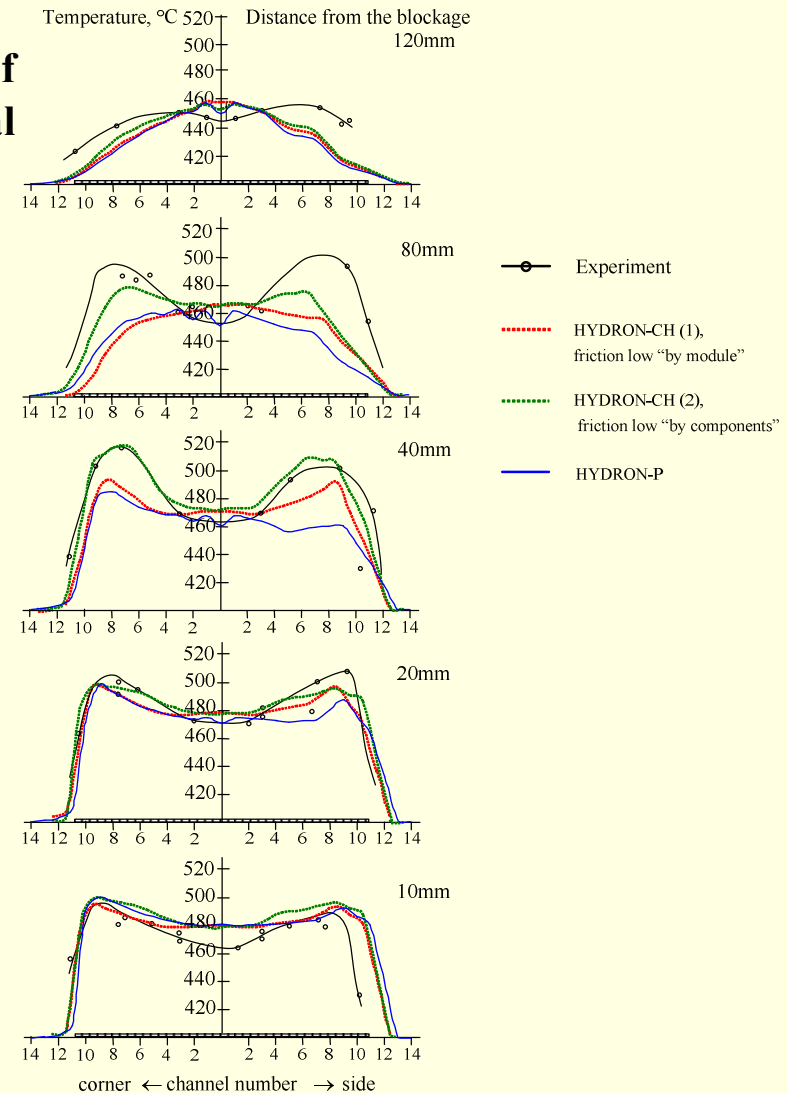 Temperature, °C 520 Distance from the blockage
120mm
f
al
500
480
460
440
420
14 12 10 8 6 4 2 2 4 6 8 10 12 14
520
80mm
500
480
460
440
420
14 12 10 8 6 4 2 2 4 6 8 10 12 14
Experiment
HYDRON-CH (1),
friction low “by module”
HYDRON-CH (2),
friction low “by components”
HYDRON-P
520
40mm
500
480
460
440
420
14 12 10 8 6 4 2 2 4 6 8 10 12 14
520
20mm
500
480
460
440
420
14 12 10 8 6 4 2 2 4 6 8 10 12 14
520
10mm
500
480
460
440
420
14 12 10 8 6 4 2 2 4 6 8 10 12 14
corner ← channel number → side